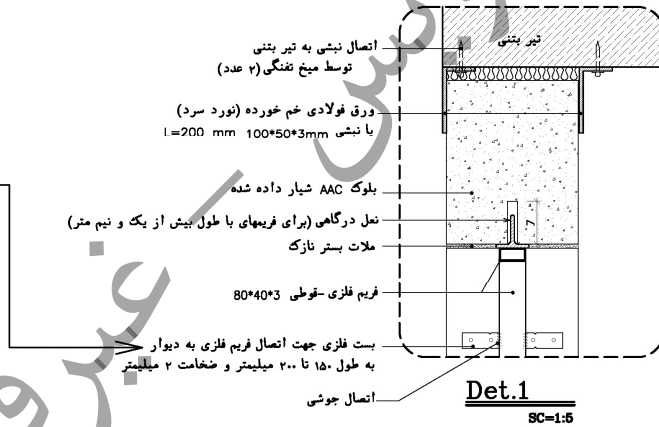 تیر بتنی
اتصال نبشی به تیر بتنی
توسط میخ تفنگی (۲ عدد)
ورق فولادی خم خورده (نورد سرد)
یا نبشی L=200 mm 100*50*3mm
بلوک AAC شیار داده شده
نعل درگاهی (برای فریمهای با طول بیش از یک و نیم متر)
7
ملات بستر نازک
فریم فلزی -قوطی 80*40*3
بست فلزی جهت اتصال فریم فلزی به دیوار
به طول ۱۵۰ تا ۲۰۰ میلیمتر و ضخامت ۲ میلیمتر
اتصال جوشی
Det.1
SC=1:5